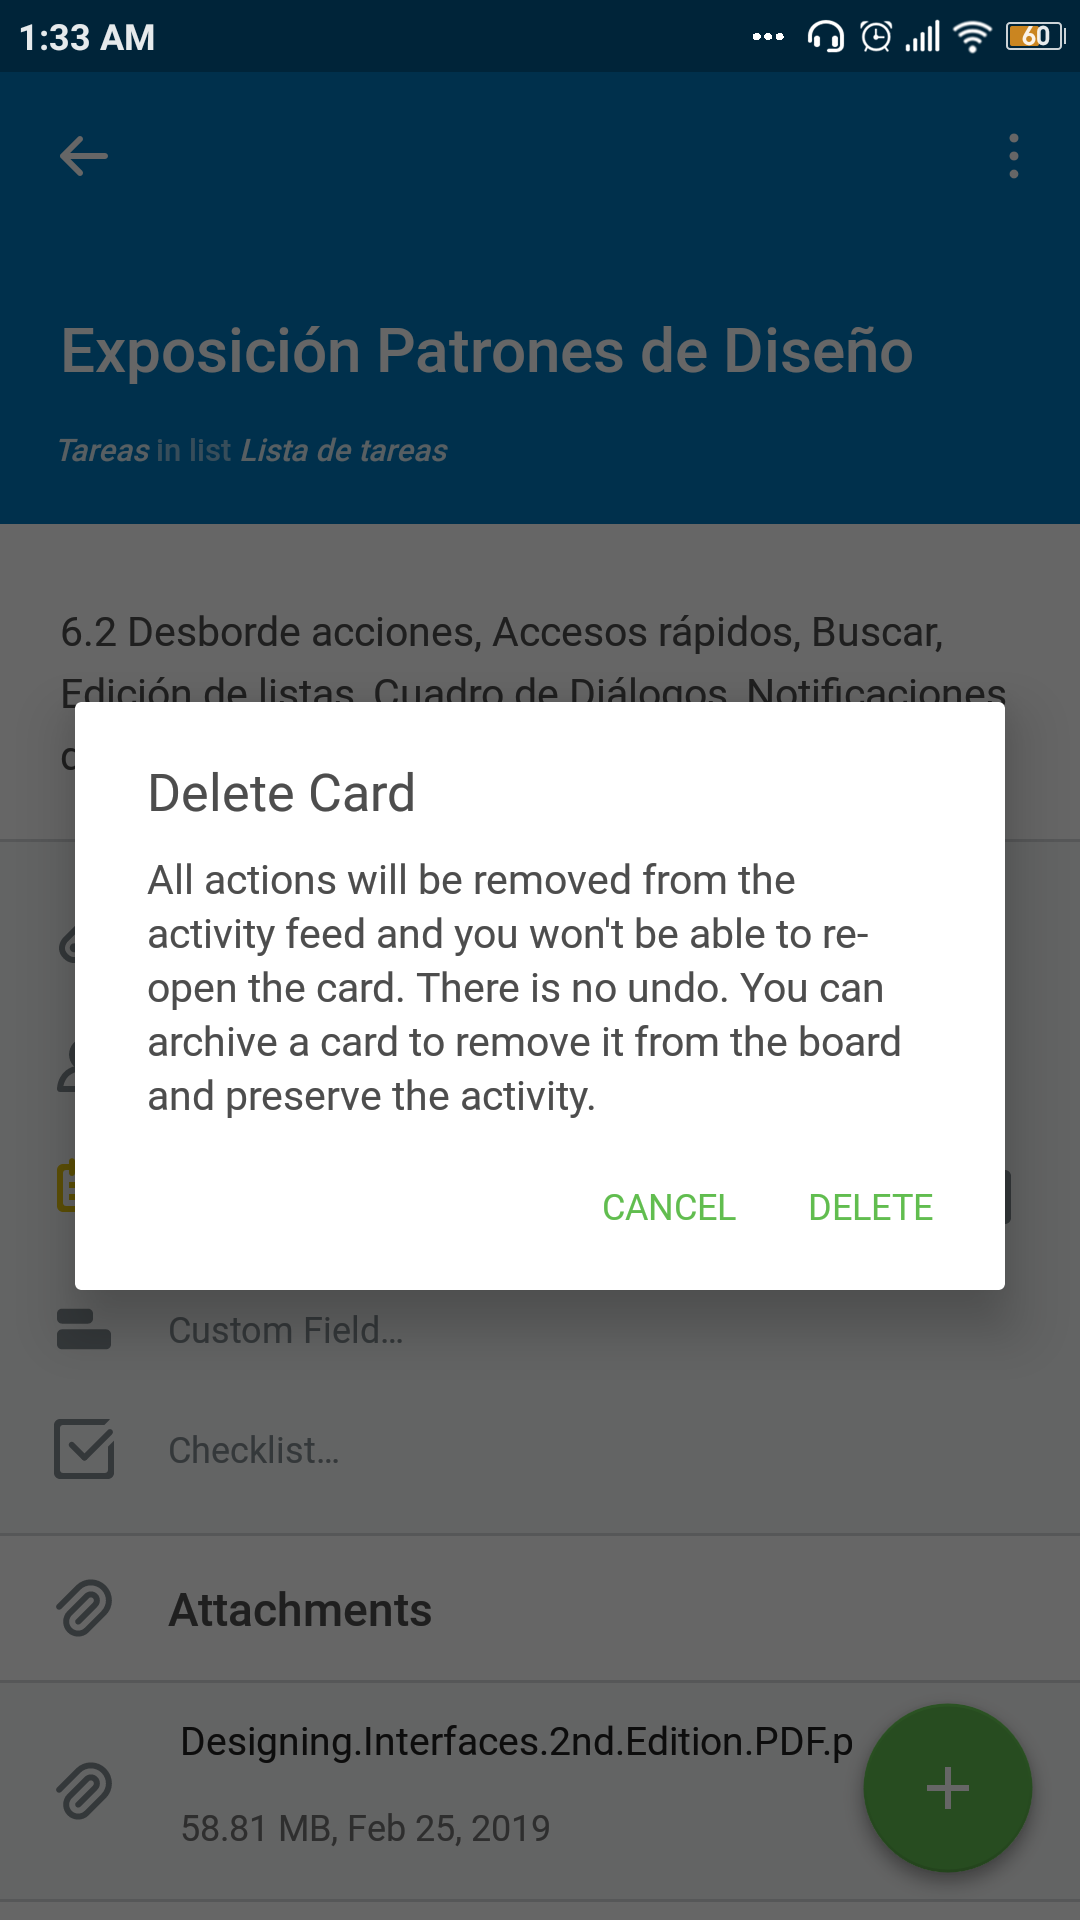 1:33 AM
60
Exposición Patrones de Diseño
Tareas in list Lista de tareas
6.2 Desborde acciones, Accesos rápidos, Buscar,
Edición de listas, Cuadro de Diálogos, Notificaciones
Delete Card
All actions will be removed from the
activity feed and you won't be able to re-
open the card. There is no undo. You can
archive a card to remove it from the board
and preserve the activity.
CANCEL DELETE
Custom Field...
Checklist...
Attachments
Designing.Interfaces.2nd.Edition.PDF.p
58.81 MB, Feb 25, 2019